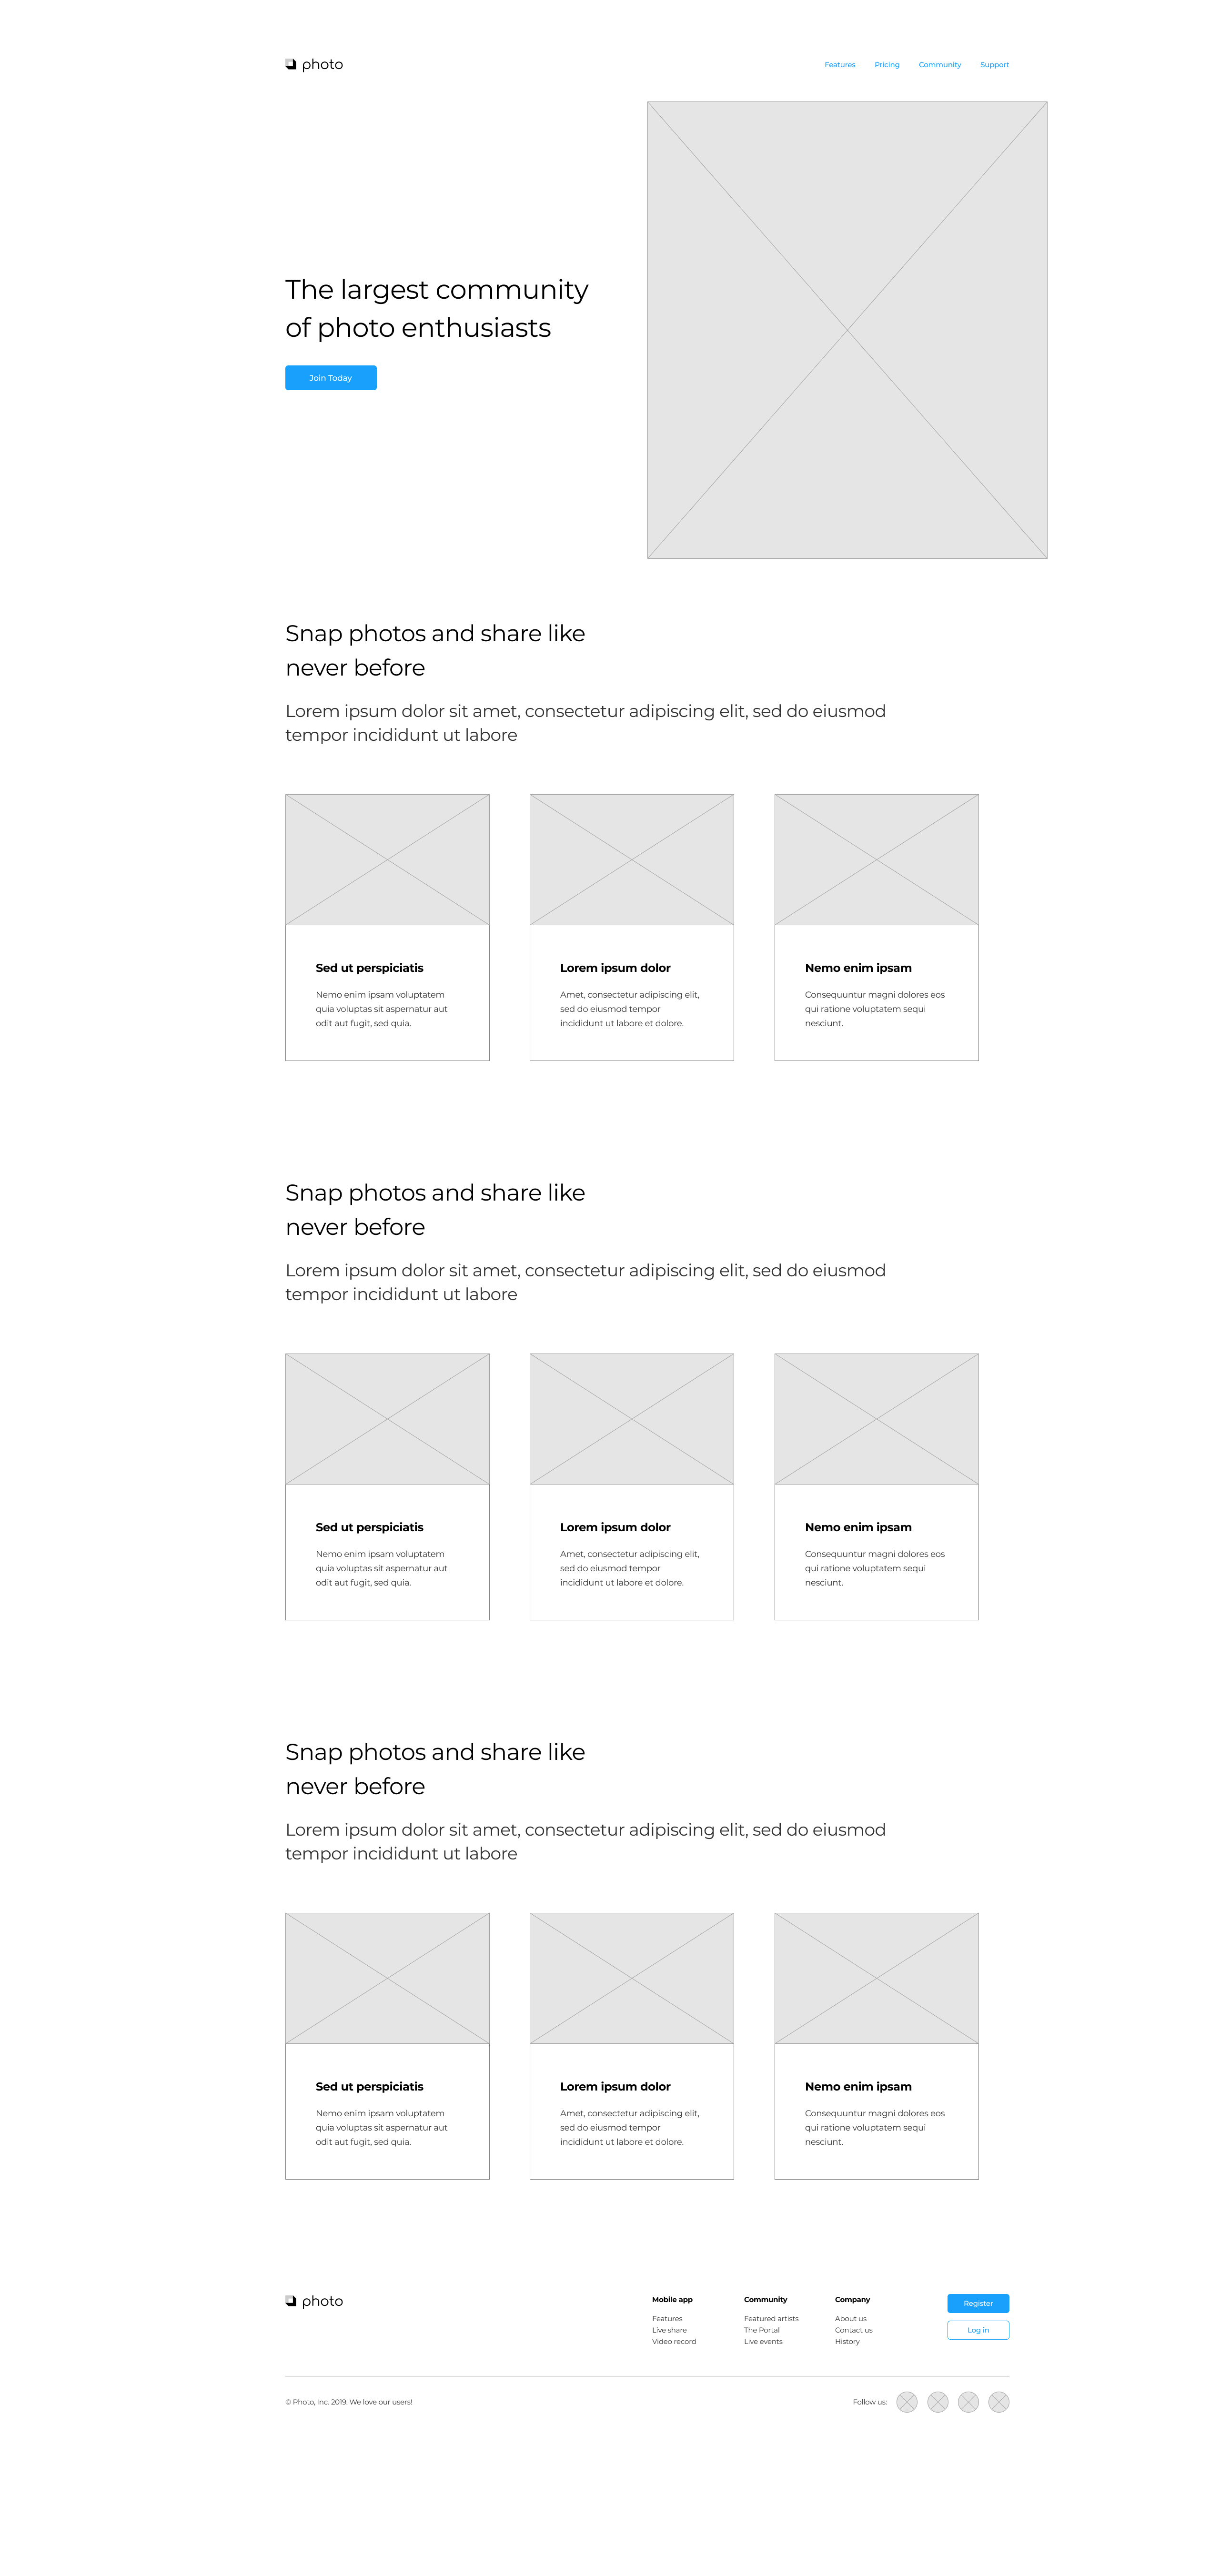 photo
Features Pricing Community Support
The largest community
of photo enthusiasts
Join Today
Snap photos and share like
never before
Lorem ipsum dolor sit amet, consectetur adipiscing elit, sed do eiusmod
tempor incididunt ut labore
Sed ut perspiciatis
Nemo enim ipsam voluptatem
quia voluptas sit aspernatur aut
odit aut fugit, sed quia.
Lorem ipsum dolor
Amet, consectetur adipiscing elit,
sed do eiusmod tempor
incididunt ut labore et dolore.
Nemo enim ipsam
Consequuntur magni dolores eos
qui ratione voluptatem sequi
nesciunt.
Snap photos and share like
never before
Lorem ipsum dolor sit amet, consectetur adipiscing elit, sed do eiusmod
tempor incididunt ut labore
Sed ut perspiciatis
Nemo enim ipsam voluptatem
quia voluptas sit aspernatur aut
odit aut fugit, sed quia.
Lorem ipsum dolor
Amet, consectetur adipiscing elit,
sed do eiusmod tempor
incididunt ut labore et dolore.
Nemo enim ipsam
Consequuntur magni dolores eos
qui ratione voluptatem sequi
nesciunt.
Snap photos and share like
never before
Lorem ipsum dolor sit amet, consectetur adipiscing elit, sed do eiusmod
tempor incididunt ut labore
Sed ut perspiciatis
Nemo enim ipsam voluptatem
quia voluptas sit aspernatur aut
odit aut fugit, sed quia.
Lorem ipsum dolor
Amet, consectetur adipiscing elit,
sed do eiusmod tempor
incididunt ut labore et dolore.
Nemo enim ipsam
Consequuntur magni dolores eos
qui ratione voluptatem sequi
nesciunt.
photo
Mobile app
Features
Live share
Video record
Community
Featured artists
The Portal
Live events
Company
About us
Contact us
History
Register
Log in
© Photo, Inc. 2019. We love our users!
Follow us: